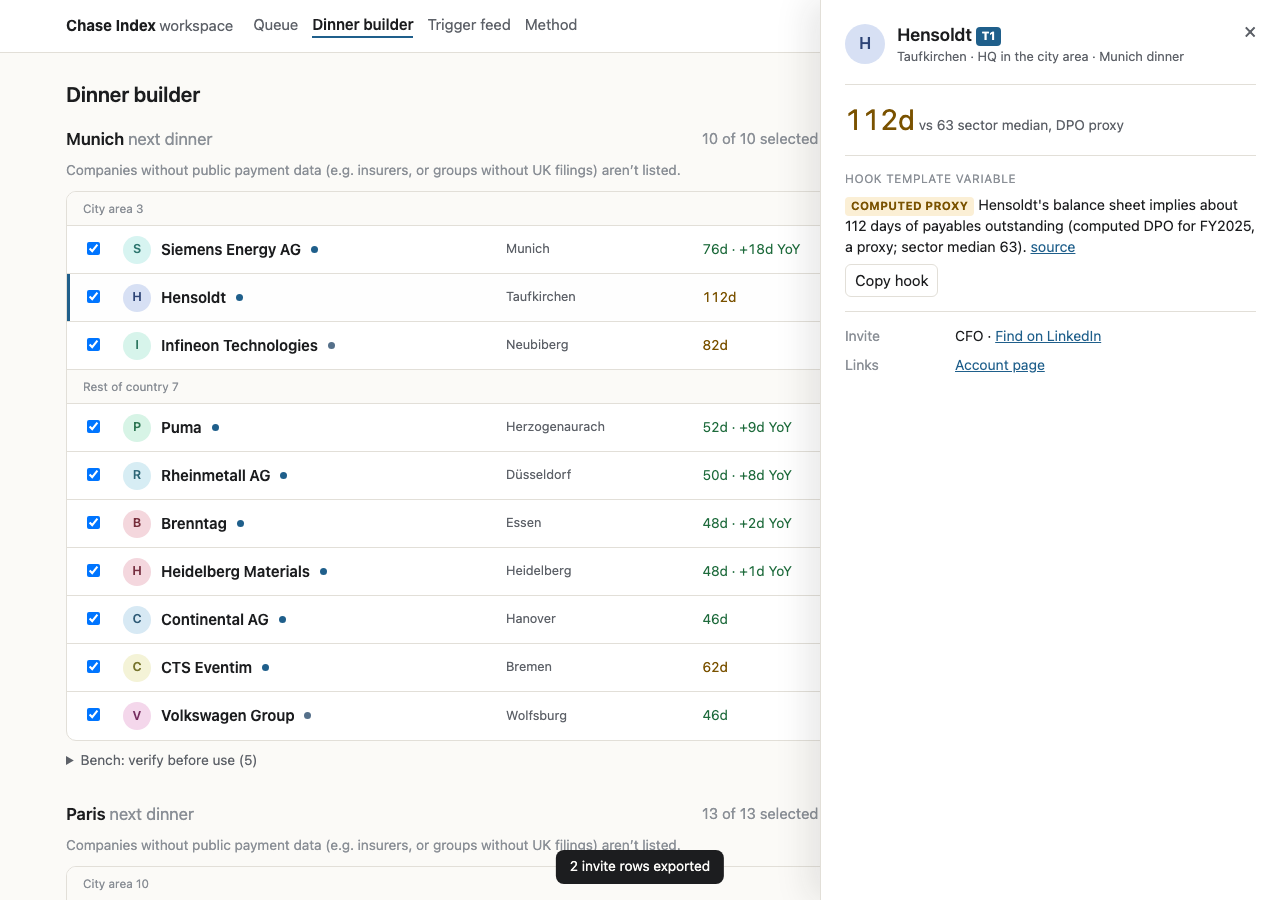 Chase Index workspace Queue Dinner builder Trigger feed Method
Dinner builder
Munich next dinner 10 of 10 selected
Companies without public payment data (e.g. insurers, or groups without UK filings) aren’t listed.
City area 3
S Siemens Energy AG Munich 76d · +18d YoY
H Hensoldt Taufkirchen 112d
I Infineon Technologies Neubiberg 82d
Rest of country 7
P Puma Herzogenaurach 52d · +9d YoY
R Rheinmetall AG Düsseldorf 50d · +8d YoY
B Brenntag Essen 48d · +2d YoY
H Heidelberg Materials Heidelberg 48d · +1d YoY
C Continental AG Hanover 46d
C CTS Eventim Bremen 62d
V Volkswagen Group Wolfsburg 46d
Bench: verify before use (5)
Paris next dinner 13 of 13 selected
Companies without public payment data (e.g. insurers, or groups without UK filings) aren’t listed.
City area 10
2 invite rows exported
H Hensoldt T1
Taufkirchen · HQ in the city area · Munich dinner
112d vs 63 sector median, DPO proxy
HOOK TEMPLATE VARIABLE
COMPUTED PROXY Hensoldt's balance sheet implies about
112 days of payables outstanding (computed DPO for FY2025,
a proxy; sector median 63). source
Copy hook
Invite CFO · Find on LinkedIn
Links Account page